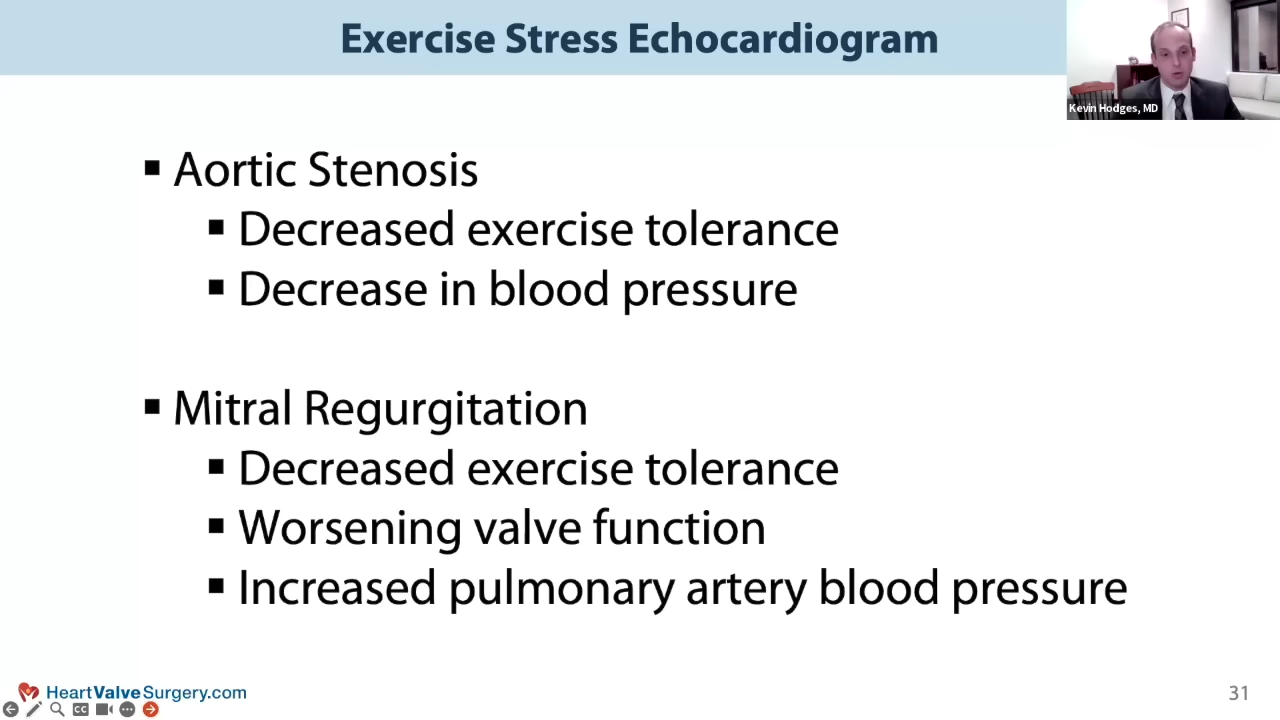 Exercise Stress Echocardiogram
Kevin Hodges, MD
▪ Aortic Stenosis
▪ Decreased exercise tolerance
▪ Decrease in blood pressure
▪ Mitral Regurgitation
▪ Decreased exercise tolerance
▪ Worsening valve function
▪ Increased pulmonary artery blood pressure
HeartValveSurgery.com
CC
31